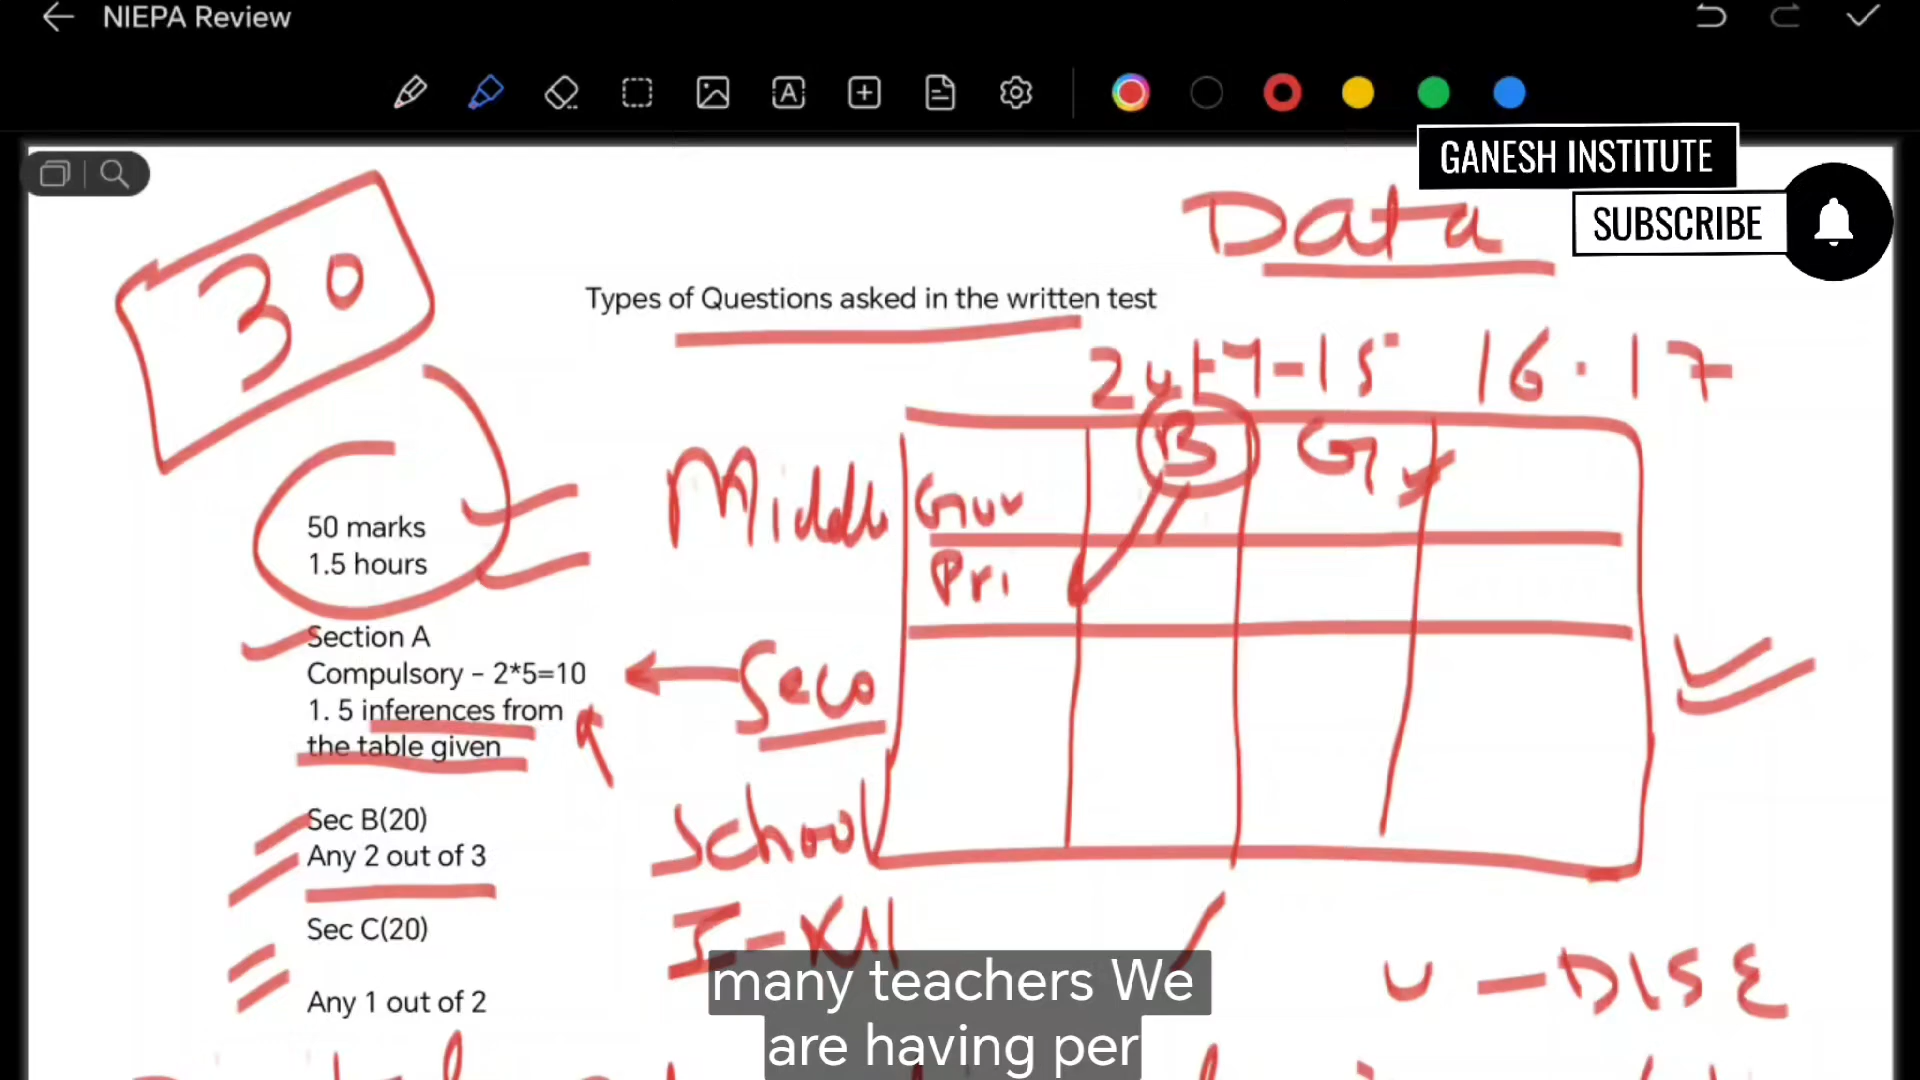 NIEPA Review
GANESH INSTITUTE
SUBSCRIBE
Data
30
Types of Questions asked in the written test
16-17
B G
Middle Guv
Pri
50 marks
1.5 hours
Section A
Compulsory - 2*5=10
1. 5 inferences from
the table given
Seco
Sec B(20)
Any 2 out of 3
School
Sec C(20)
I-XII
U-DISE
Any 1 out of 2
many teachers We
are having per